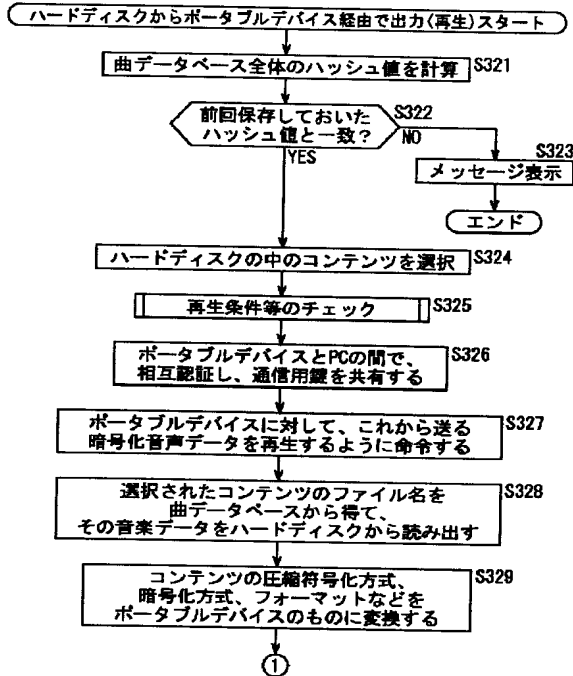 ハードディスクからポータブルデバイス経由で出力(再生)スタート
曲データベース全体のハッシュ値を計算
S321
前回保存しておいた
ハッシュ値と一致?
S322
NO
YES
S323
メッセージ表示
エンド
ハードディスクの中のコンテンツを選択
S324
再生条件等のチェック
S325
ポータブルデバイスとPCの間で、
相互認証し、通信用鍵を共有する
S326
ポータブルデバイスに対して、これから送る
暗号化音声データを再生するように命令する
S327
選択されたコンテンツのファイル名を
曲データベースから得て、
その音楽データをハードディスクから読み出す
S328
コンテンツの圧縮符号化方式、
暗号化方式、フォーマットなどを
ポータブルデバイスのものに変換する
S329
1